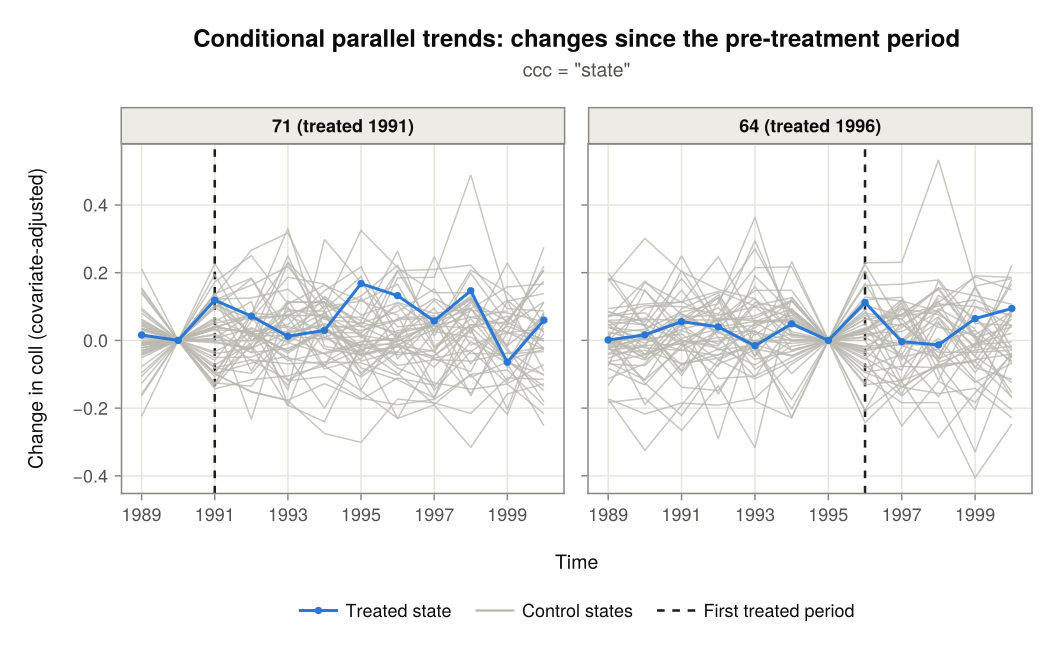 Conditional parallel trends: changes since the pre-treatment period
ccc = "state"
71 (treated 1991)
64 (treated 1996)
Change in coll (covariate-adjusted)
0.4
0.2
0.0
−0.2
−0.4
1989 1991 1993 1995 1997 1999
1989 1991 1993 1995 1997 1999
Time
Treated state Control states First treated period